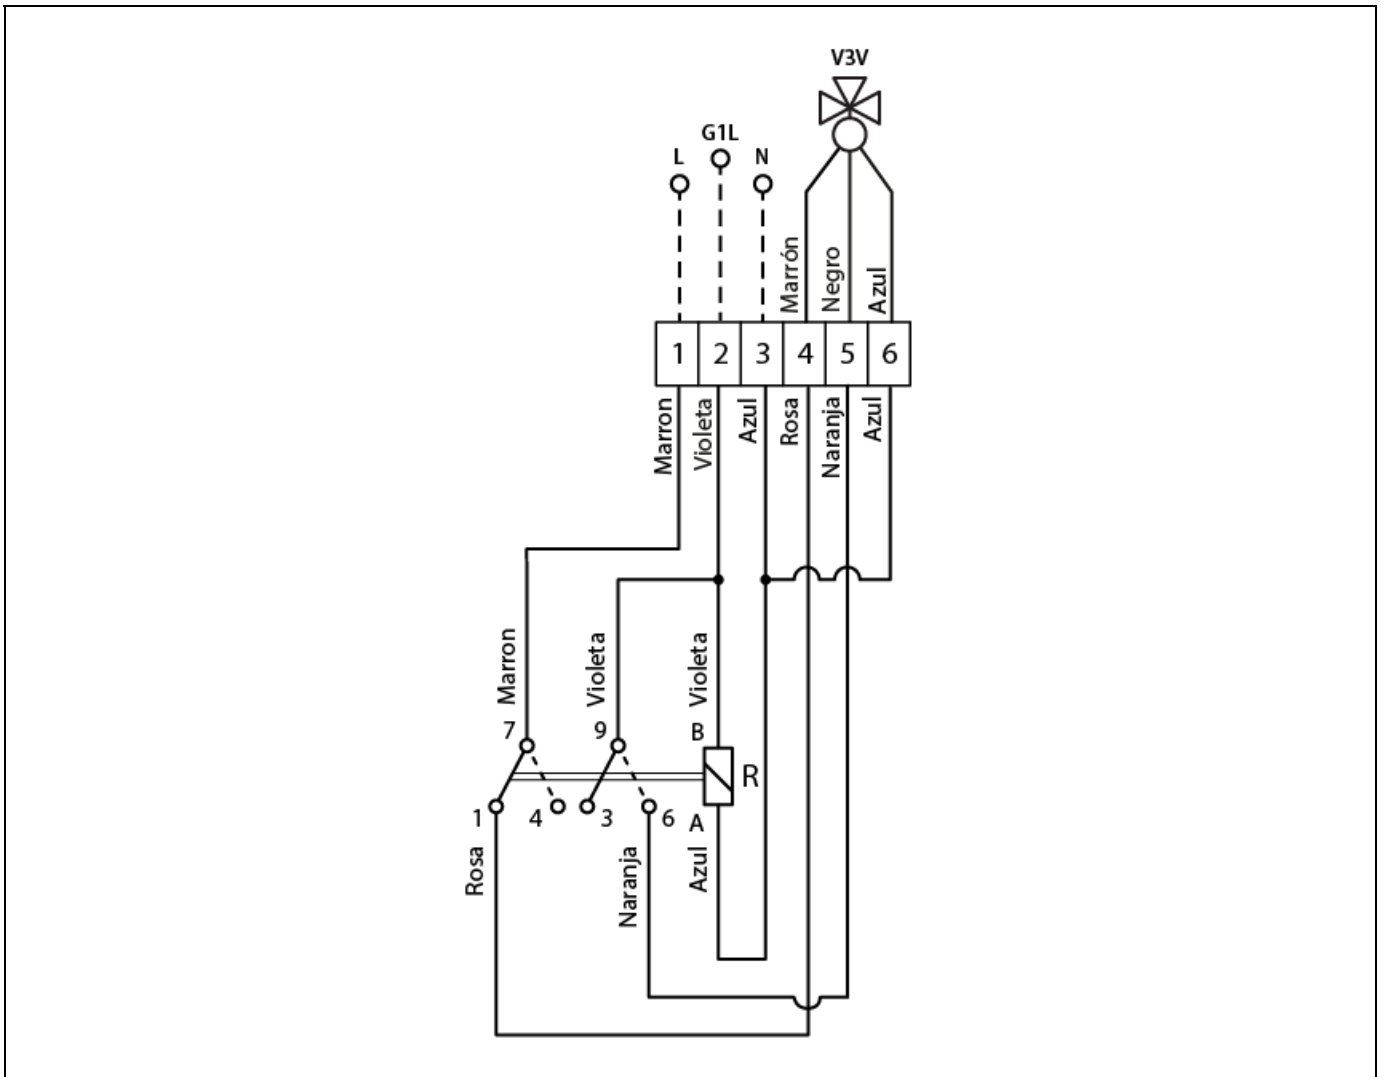 V3V
G1L
L N
Marrón Negro Azul
1 2 3 4 5 6
Marron Violeta Azul Rosa Naranja Azul
Marron Violeta Violeta
7 9 B
R
1 4 3 6 A
Rosa Naranja Azul